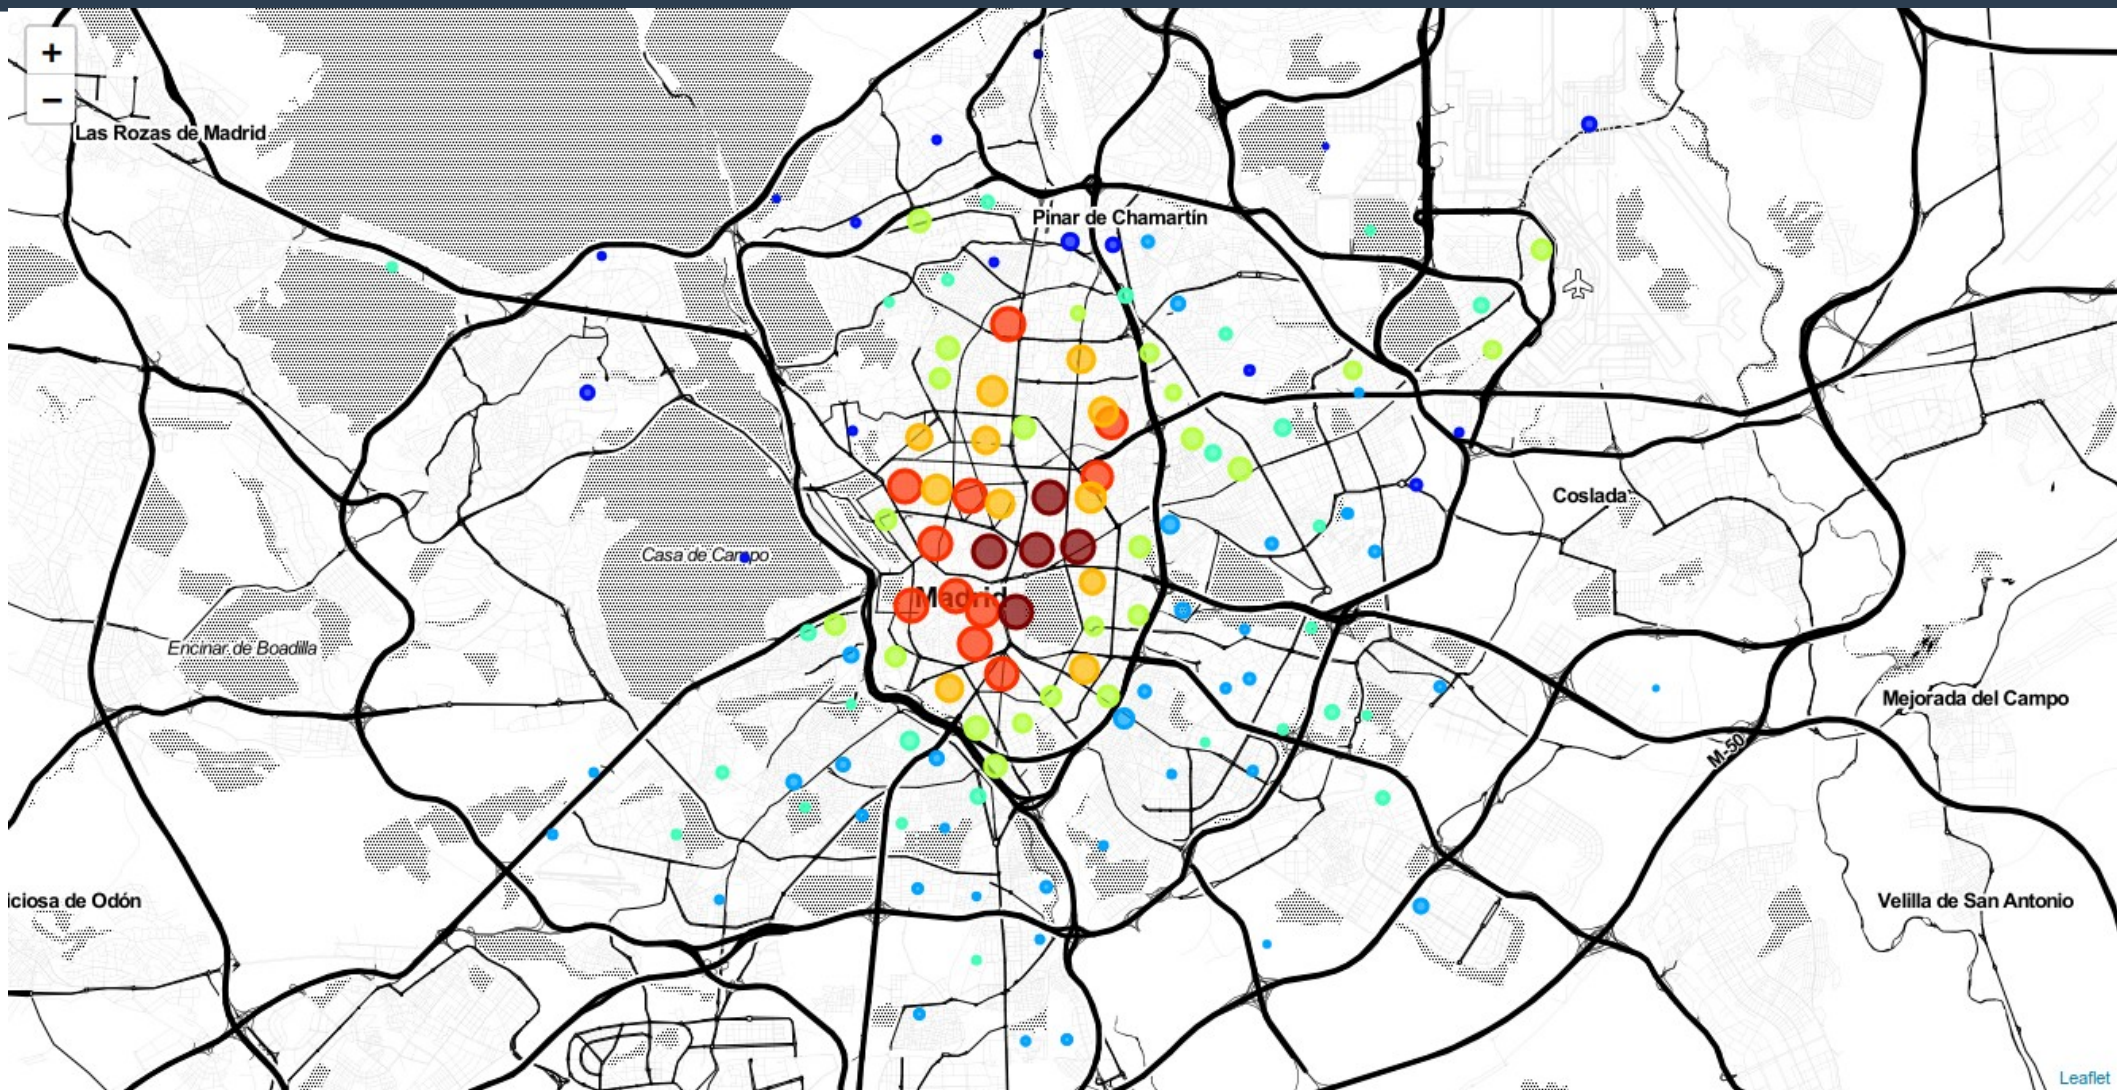 +
−
Las Rozas de Madrid
Pinar de Chamartín
Coslada
Casa de Campo
Madrid
Encinar de Boadilla
Mejorada del Campo
M-50
iciosa de Odón
Velilla de San Antonio
Leaflet